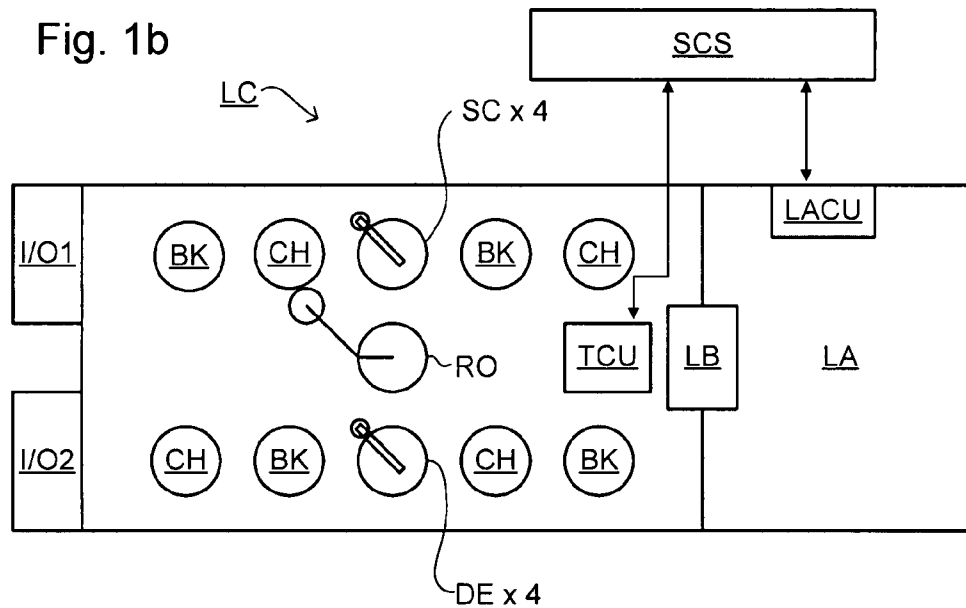 Fig. 1b
SCS
LC
SC x 4
LACU
I/O1
BK
CH
BK
CH
TCU
LB
LA
RO
I/O2
CH
BK
CH
BK
DE x 4